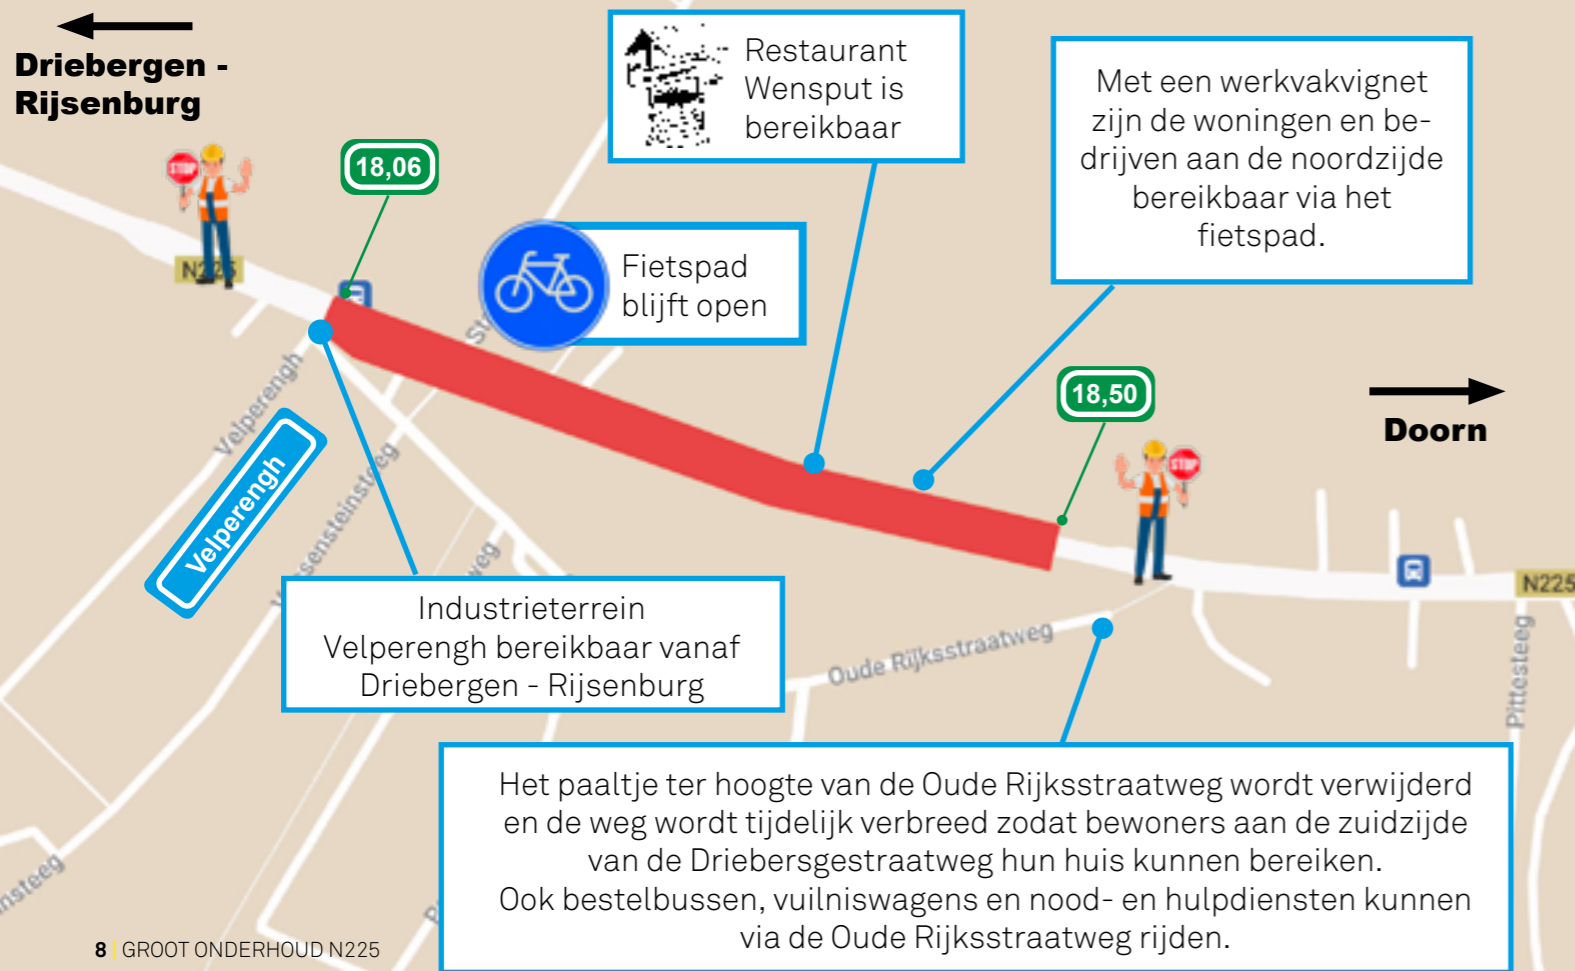 Driebergen -
Rijsenburg
Restaurant
Wensput is
bereikbaar
Met een werkvakvignet
zijn de woningen en be-
drijven aan de noordzijde
bereikbaar via het
fietspad.
STOP
18,06
N225
Fietspad
blijft open
Velperengh
Velperengh
18,50
Doorn
STOP
Industrieterrein
Velperengh bereikbaar vanaf
Driebergen - Rijsenburg
N225
Oude Rijksstraatweg
Pittesteeg
Het paaltje ter hoogte van de Oude Rijksstraatweg wordt verwijderd
en de weg wordt tijdelijk verbreed zodat bewoners aan de zuidzijde
van de Driebersgestraatweg hun huis kunnen bereiken.
Ook bestelbussen, vuilniswagens en nood- en hulpdiensten kunnen
via de Oude Rijksstraatweg rijden.
8 | GROOT ONDERHOUD N225